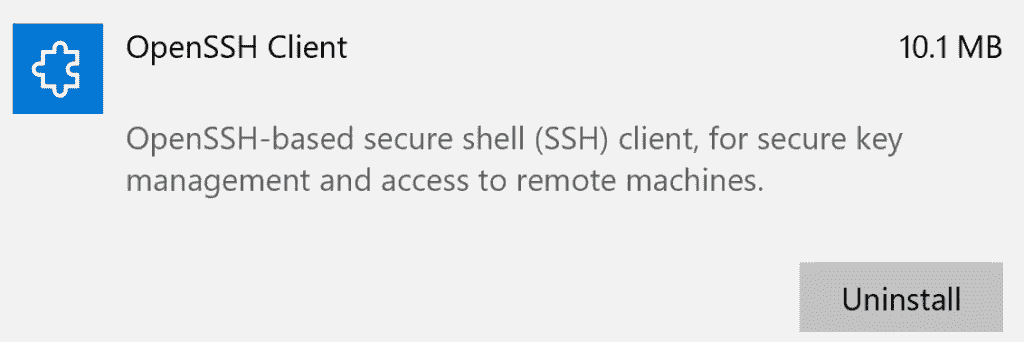 OpenSSH Client
10.1 MB
OpenSSH-based secure shell (SSH) client, for secure key
management and access to remote machines.
Uninstall